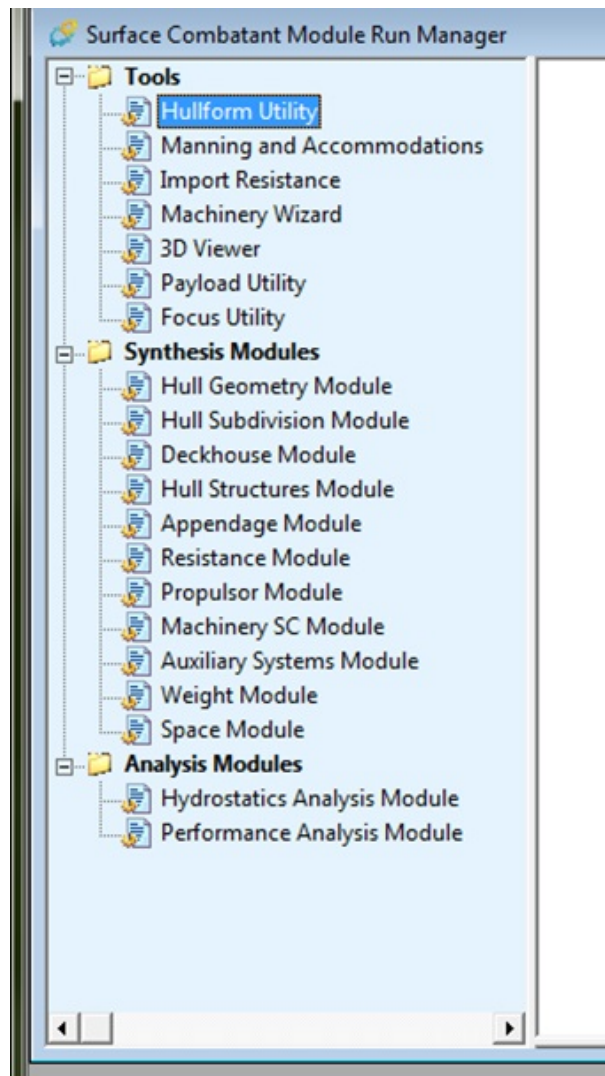 Surface Combatant Module Run Manager
Tools
Hullform Utility
Manning and Accommodations
Import Resistance
Machinery Wizard
3D Viewer
Payload Utility
Focus Utility
Synthesis Modules
Hull Geometry Module
Hull Subdivision Module
Deckhouse Module
Hull Structures Module
Appendage Module
Resistance Module
Propulsor Module
Machinery SC Module
Auxiliary Systems Module
Weight Module
Space Module
Analysis Modules
Hydrostatics Analysis Module
Performance Analysis Module